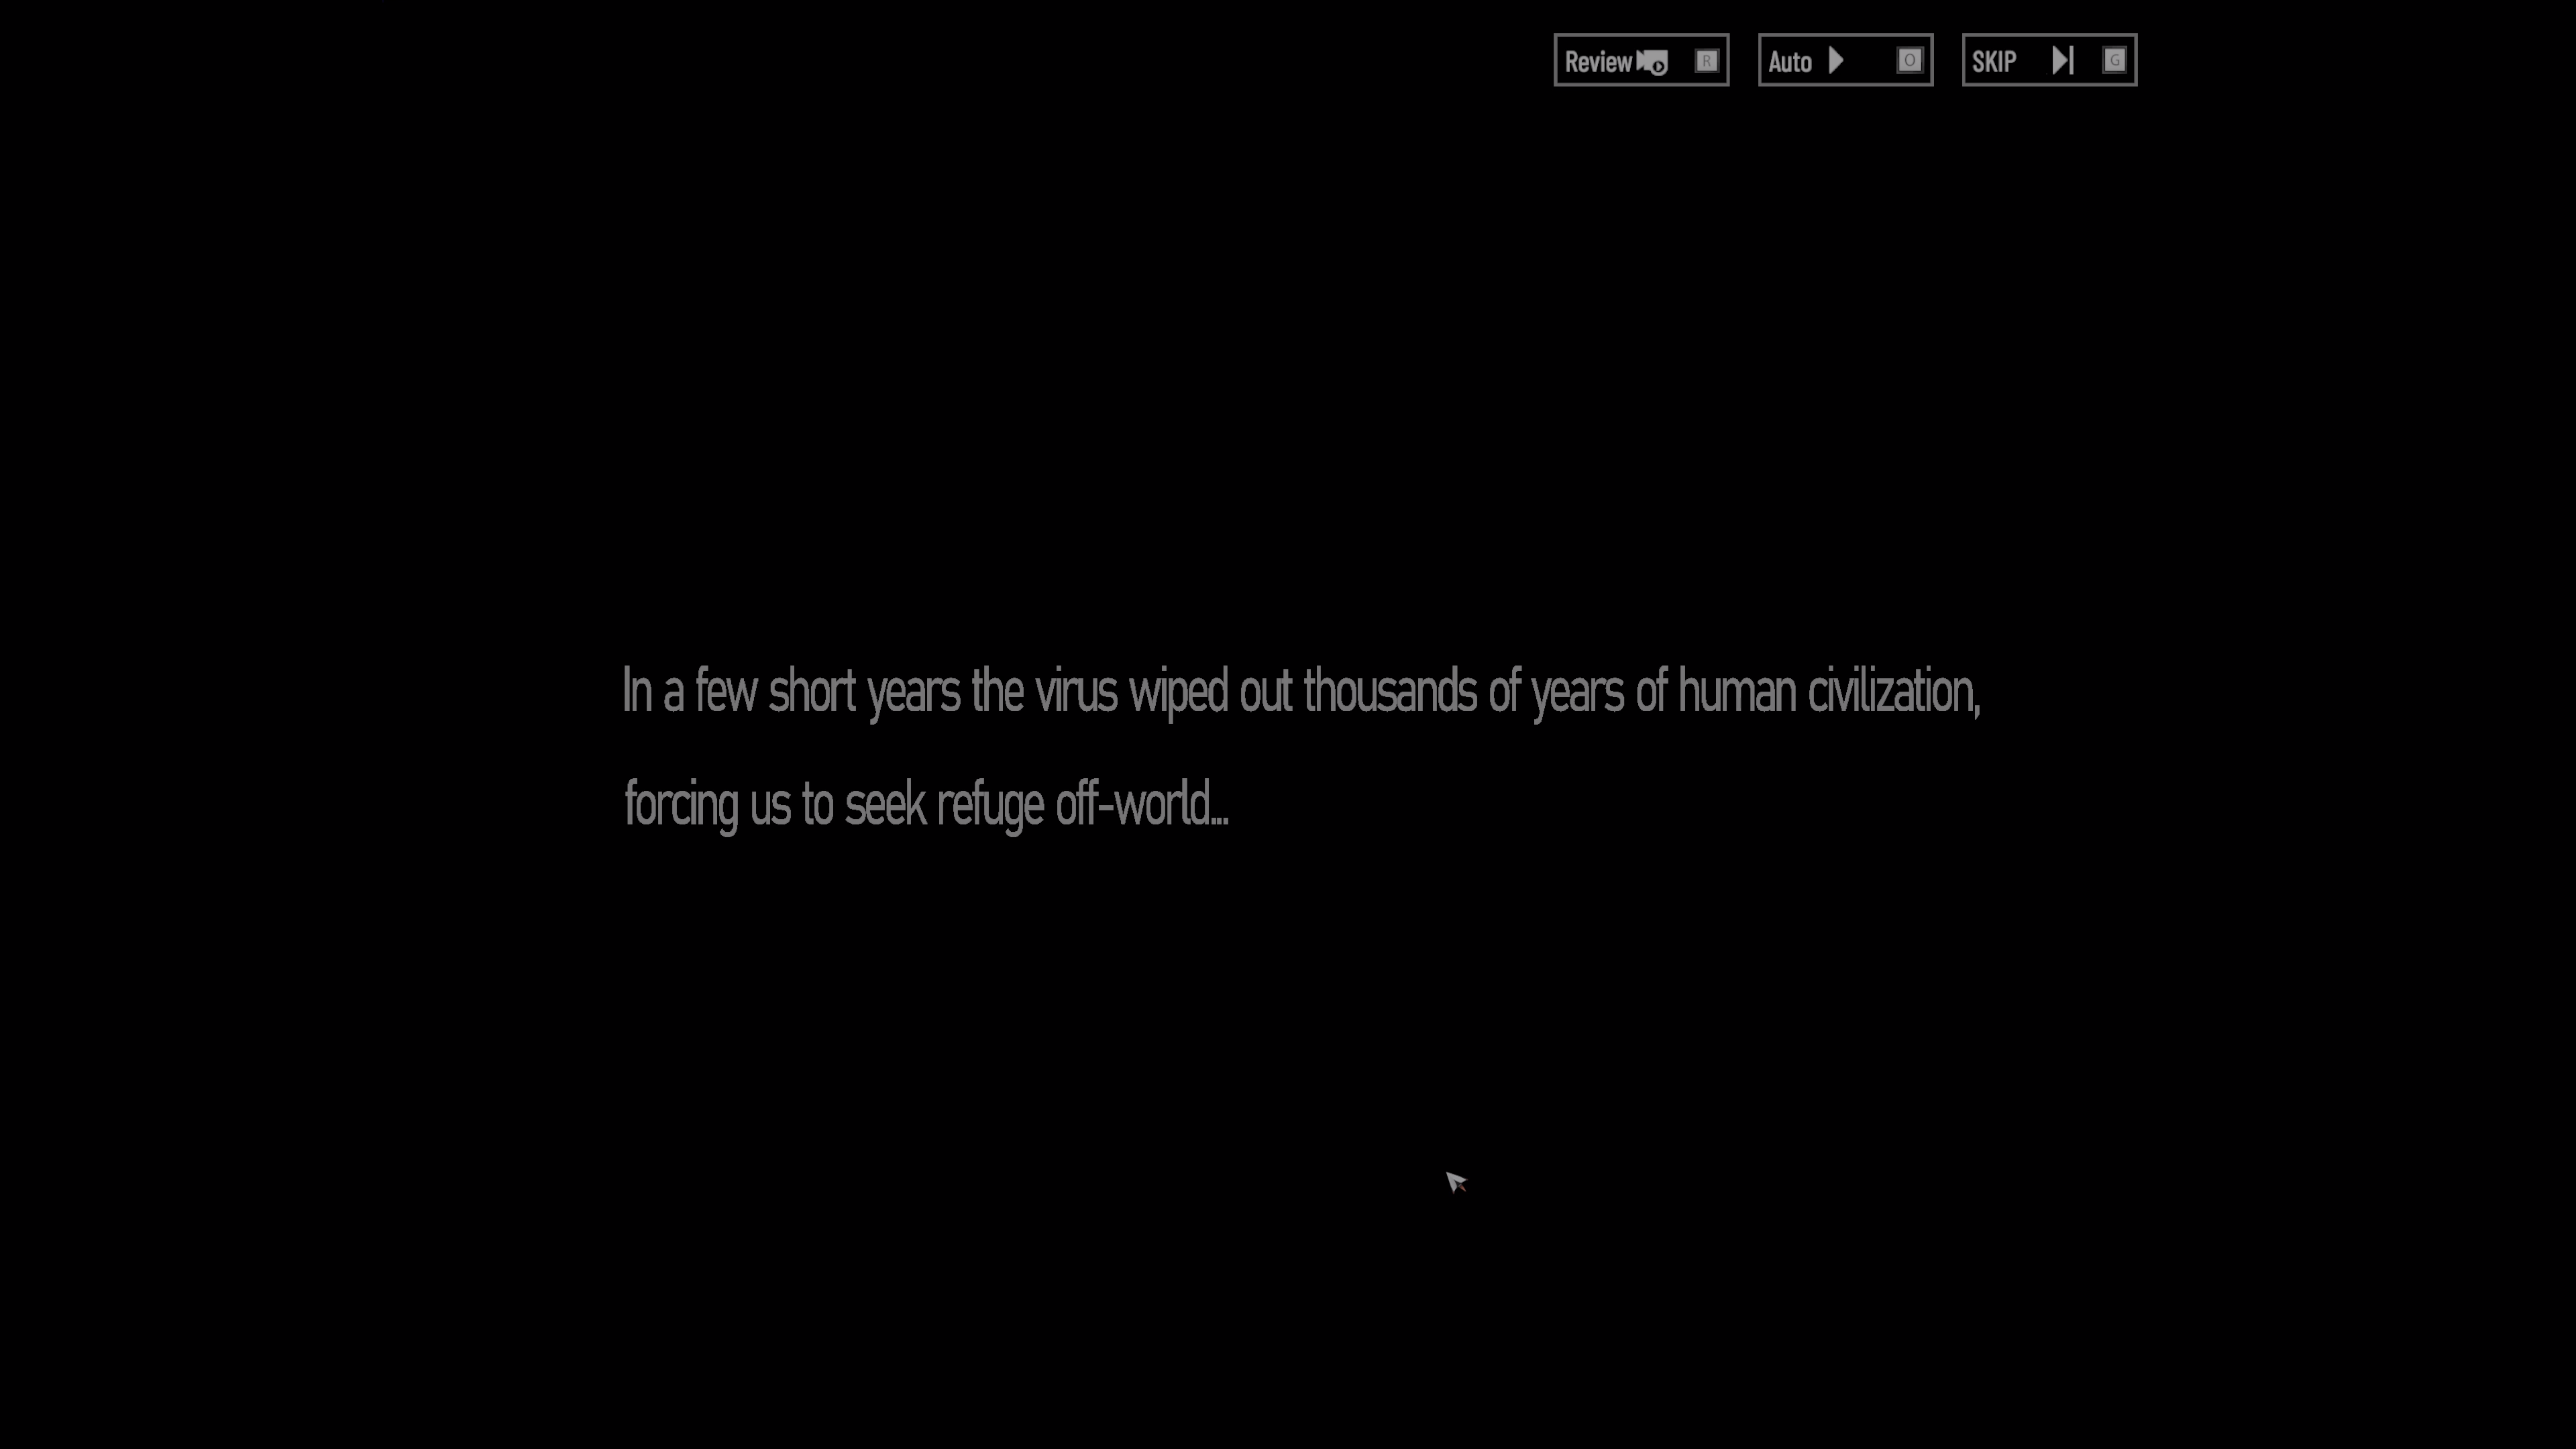 Review R Auto O SKIP G
In a few short years the virus wiped out thousands of years of human civilization,
forcing us to seek refuge off-world...